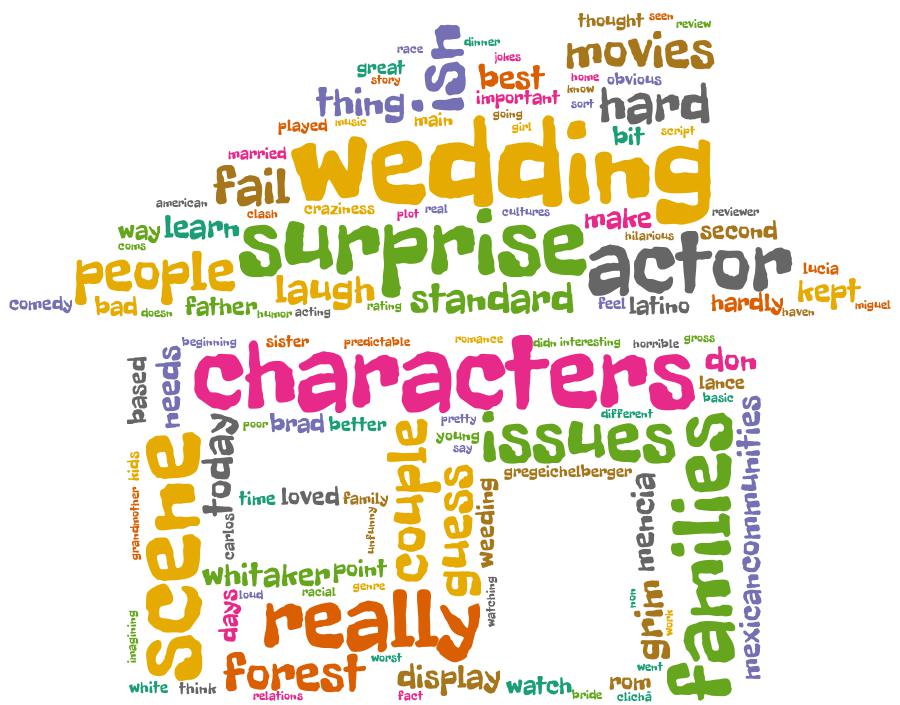 thought seen review
race ish dinner movies
great jokes
story best home obvious
thing important know
sort hard
played music main going girl bit script
married wedding
fail
american clash craziness plot real cultures make reviewer
way learn surprise hilarious second
coms
people actor lucia
laugh kept
comedy bad doesn father humor acting rating standard feel latino hardly haven miguel
beginning sister predictable romance didn interesting horrible gross
based needs characters don
lance
basic
poor brad better pretty different
today young issues
say
gregeichelberger
kids scene couple guess weeding mencia families mexicancommunities
time loved family
grandmother carlos unfunny
whitaker point
days loud racial genre watching non
really grim work
imagining
forest worst went
white think display watch rom
relations fact bride clichã